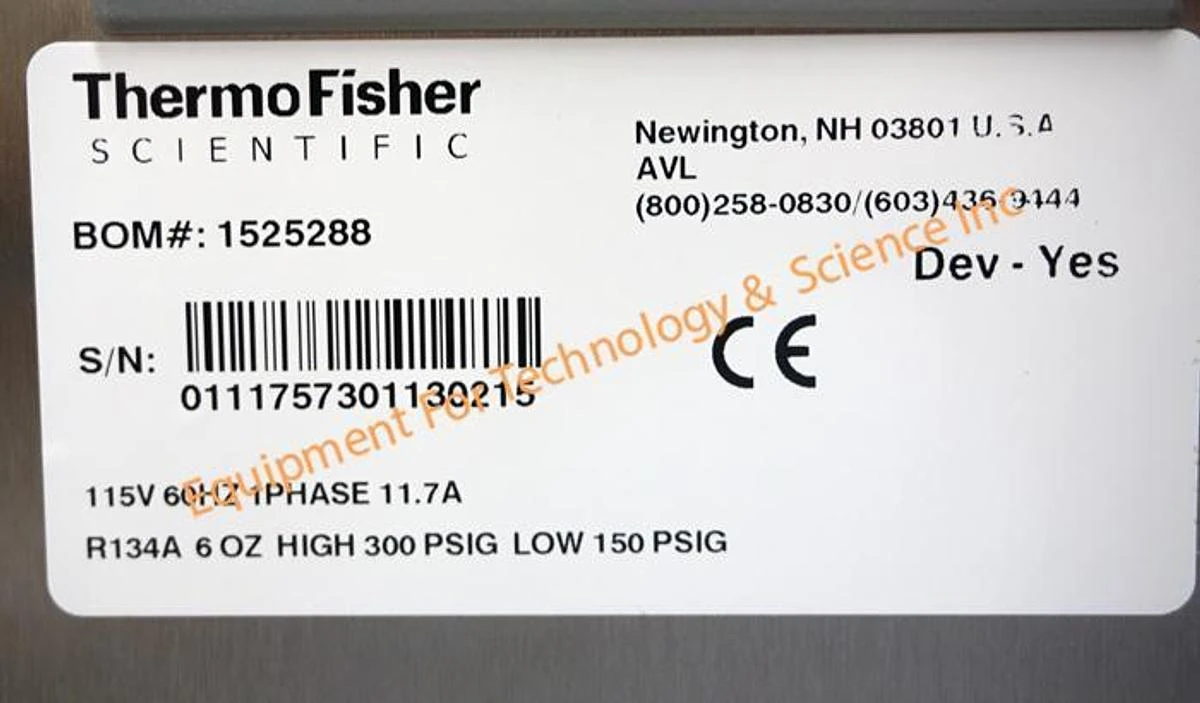 ThermoFisher
SCIENTIFIC
Newington, NH 03801 U.S.A
AVL
(800)258-0830/(603)436-9444
BOM#: 1525288
Dev - Yes
S/N:
0111757301130215
CE
115V 60HZ 1PHASE 11.7A
R134A 6 OZ HIGH 300 PSIG LOW 150 PSIG
Equipment For Technology & Science Inc